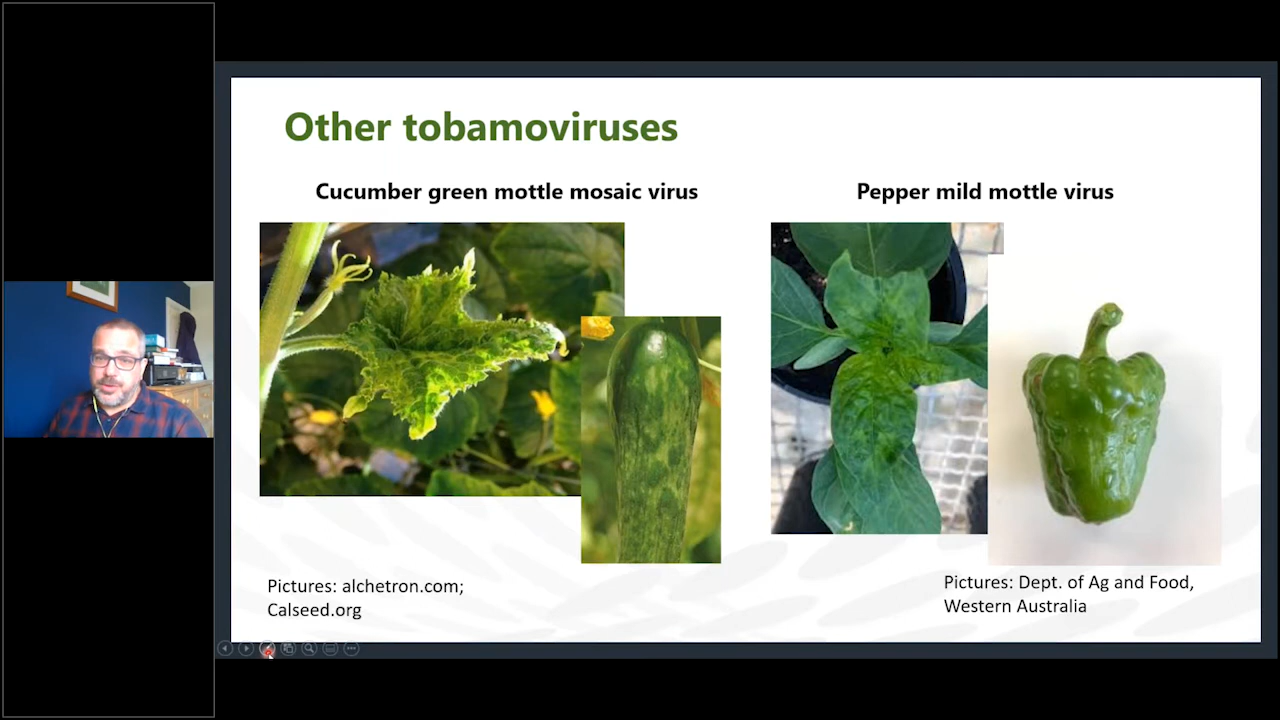 Other tobamoviruses
Cucumber green mottle mosaic virus
Pepper mild mottle virus
Pictures: alchetron.com;
Calseed.org
Pictures: Dept. of Ag and Food,
Western Australia